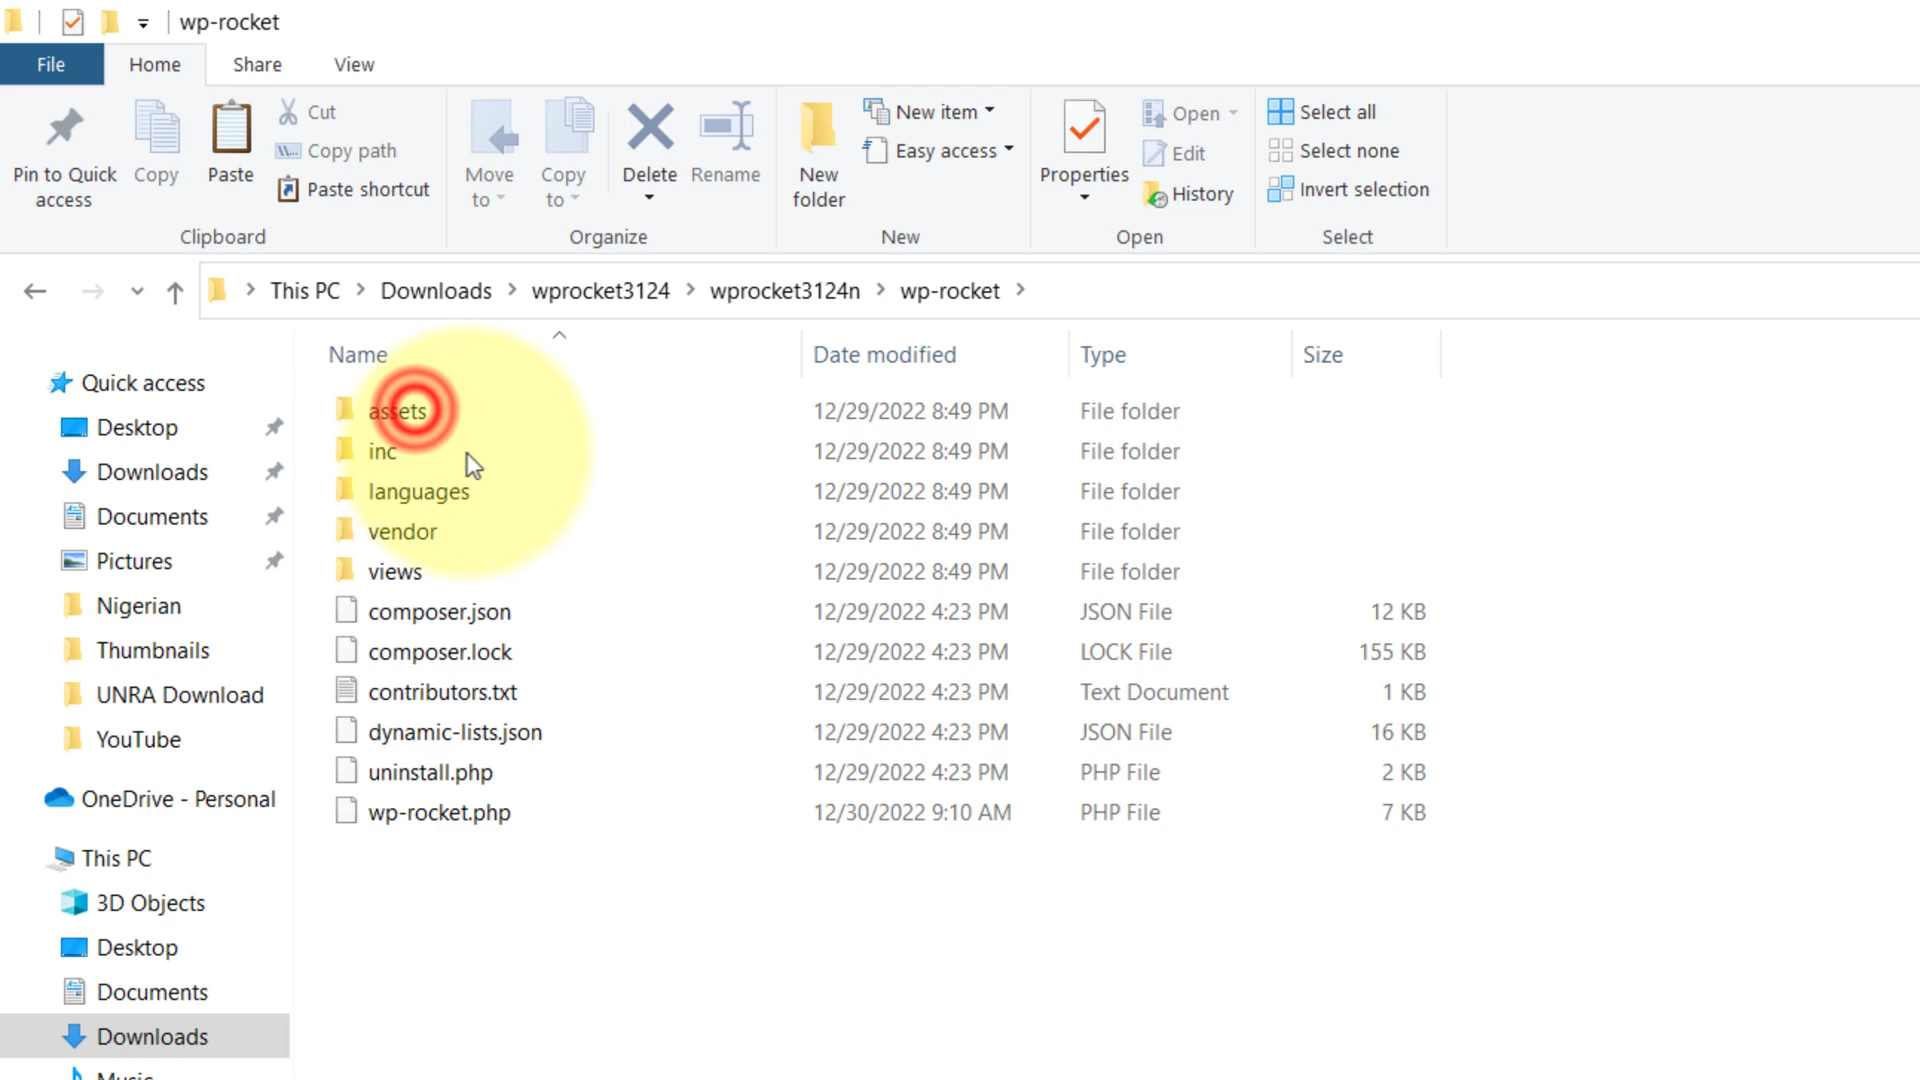 wp-rocket
File Home Share View
Pin to Quick access
Copy
Paste
Cut
Copy path
Paste shortcut
Clipboard
Move to
Copy to
Delete
Rename
Organize
New folder
New item
Easy access
New
Properties
Open
Edit
History
Open
Select all
Select none
Invert selection
Select
This PC > Downloads > wprocket3124 > wprocket3124n > wp-rocket >
Quick access
Desktop
Downloads
Documents
Pictures
Nigerian
Thumbnails
UNRA Download
YouTube
OneDrive - Personal
This PC
3D Objects
Desktop
Documents
Downloads
Music
Name Date modified Type Size
assets 12/29/2022 8:49 PM File folder
inc 12/29/2022 8:49 PM File folder
languages 12/29/2022 8:49 PM File folder
vendor 12/29/2022 8:49 PM File folder
views 12/29/2022 8:49 PM File folder
composer.json 12/29/2022 4:23 PM JSON File 12 KB
composer.lock 12/29/2022 4:23 PM LOCK File 155 KB
contributors.txt 12/29/2022 4:23 PM Text Document 1 KB
dynamic-lists.json 12/29/2022 4:23 PM JSON File 16 KB
uninstall.php 12/29/2022 4:23 PM PHP File 2 KB
wp-rocket.php 12/30/2022 9:10 AM PHP File 7 KB